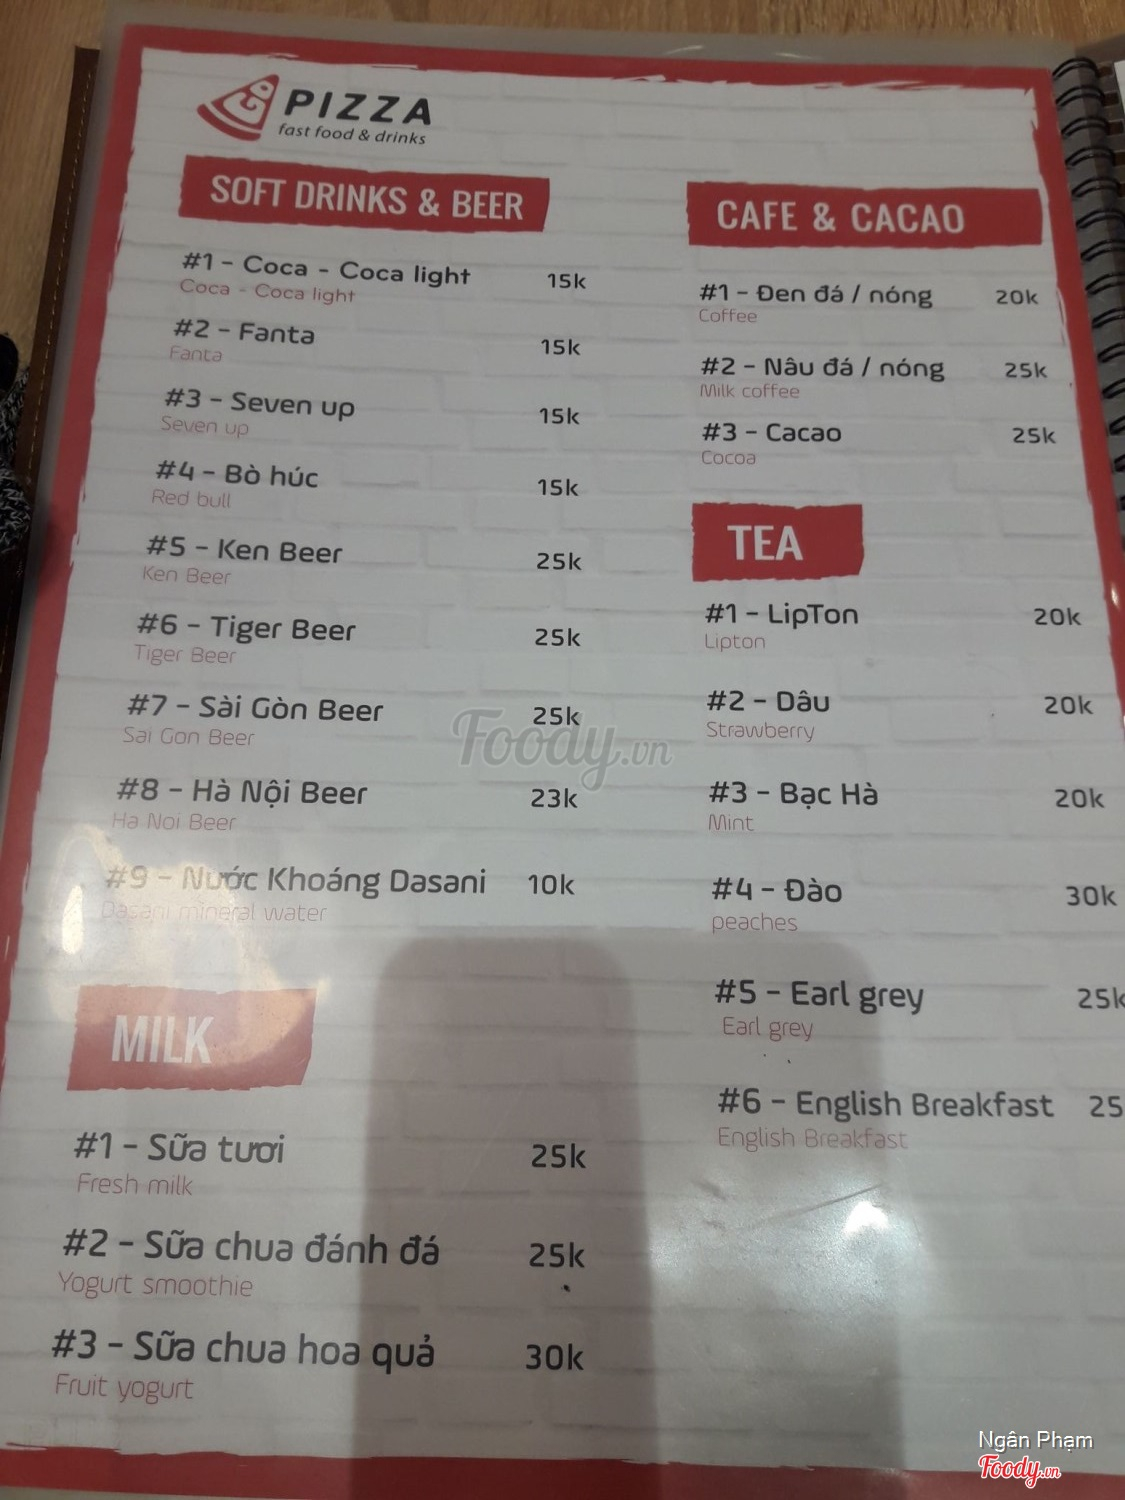 GO PIZZA
fast food & drinks
SOFT DRINKS & BEER
#1 - Coca - Coca light 15k
Coca - Coca light
#2 - Fanta 15k
Fanta
#3 - Seven up 15k
Seven up
#4 - Bò húc 15k
Red bull
#5 - Ken Beer 25k
Ken Beer
#6 - Tiger Beer 25k
Tiger Beer
#7 - Sài Gòn Beer 25k
Sai Gon Beer
#8 - Hà Nội Beer 23k
Ha Noi Beer
#9 - Nước Khoáng Dasani 10k
Dasani mineral water
MILK
#1 - Sữa tươi 25k
Fresh milk
#2 - Sữa chua đánh đá 25k
Yogurt smoothie
#3 - Sữa chua hoa quả 30k
Fruit yogurt
CAFE & CACAO
#1 - Đen đá / nóng 20k
Coffee
#2 - Nâu đá / nóng 25k
Milk coffee
#3 - Cacao 25k
Cocoa
TEA
#1 - LipTon 20k
Lipton
#2 - Dâu 20k
Strawberry
#3 - Bạc Hà 20k
Mint
#4 - Đào 30k
peaches
#5 - Earl grey 25k
Earl grey
#6 - English Breakfast 25
English Breakfast
Foody.vn
Ngân Phạm
Foody.vn